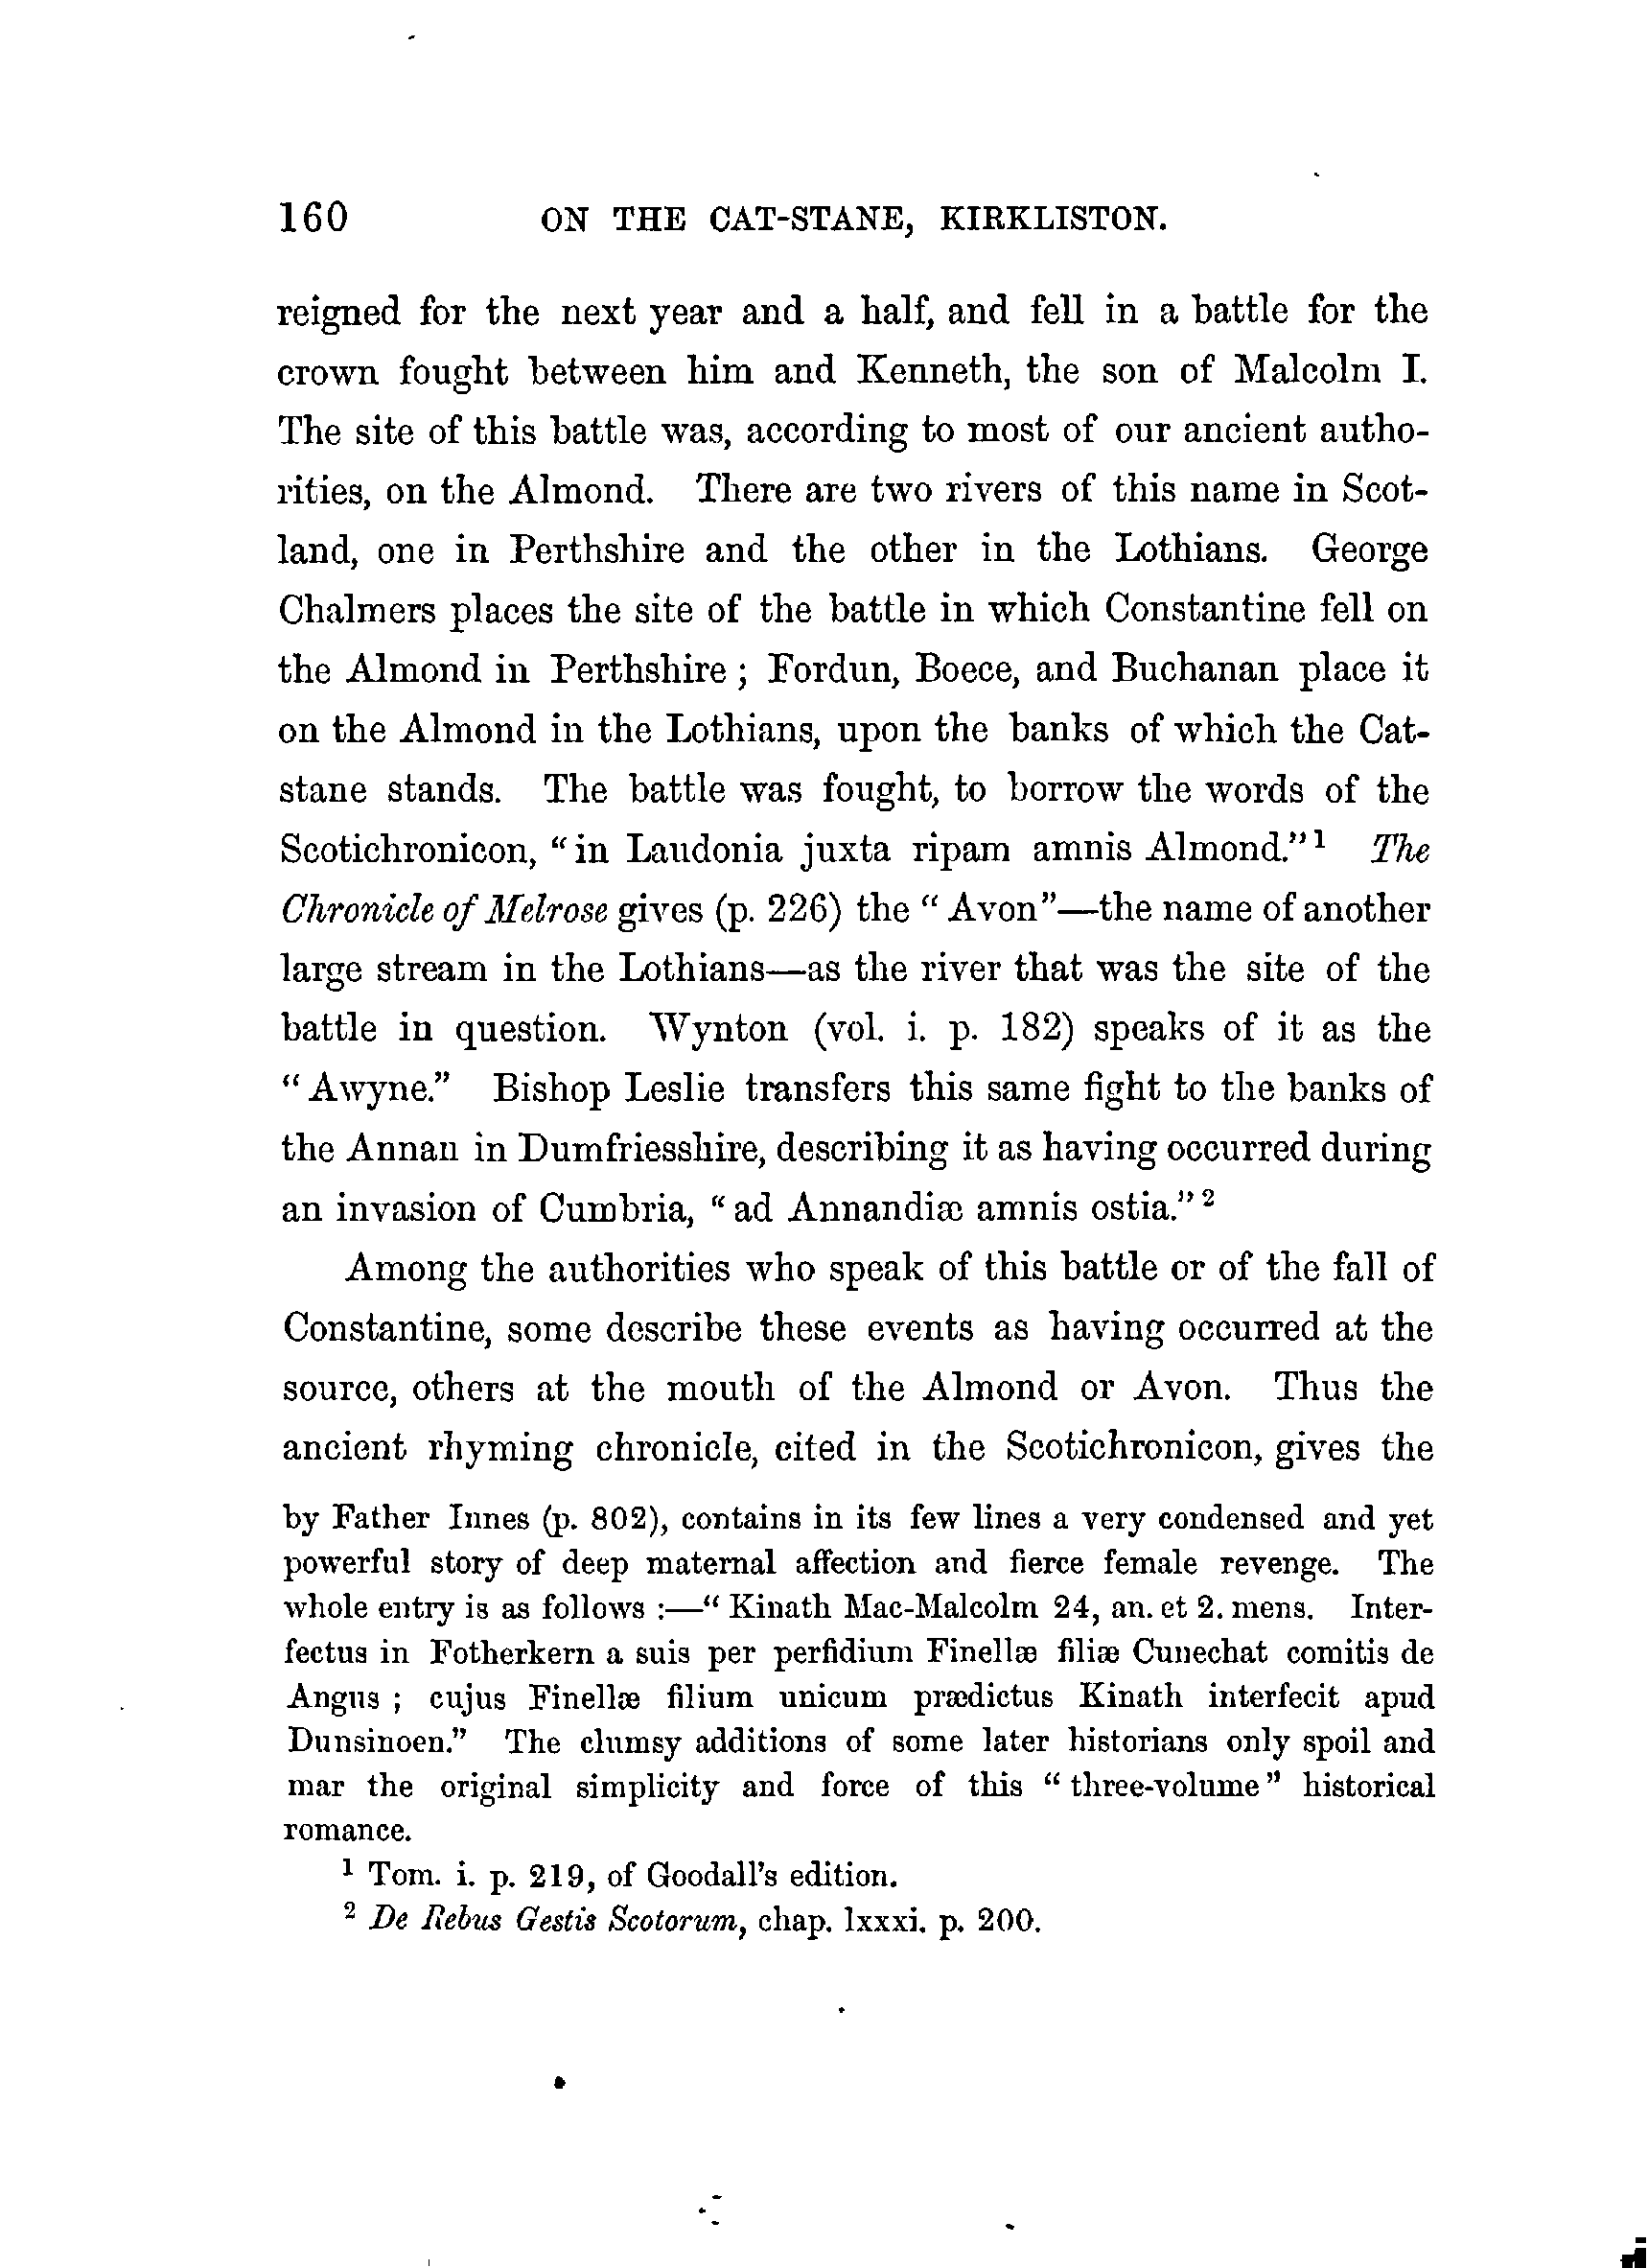 160 ON THE CAT-STANE, KIRKLISTON.
reigned for the next year and a half, and fell in a battle for the
crown fought between him and Kenneth, the son of Malcolm I.
The site of this battle was, according to most of our ancient autho-
rities, on the Almond. There are two rivers of this name in Scot-
land, one in Perthshire and the other in the Lothians. George
Chalmers places the site of the battle in which Constantine fell on
the Almond in Perthshire ; Fordun, Boece, and Buchanan place it
on the Almond in the Lothians, upon the banks of which the Cat-
stane stands. The battle was fought, to borrow the words of the
Scotichronicon, “in Laudonia juxta ripam amnis Almond.”¹ The
Chronicle of Melrose gives (p. 226) the “ Avon”—the name of another
large stream in the Lothians—as the river that was the site of the
battle in question. Wynton (vol. i. p. 182) speaks of it as the
“ Awyne.” Bishop Leslie transfers this same fight to the banks of
the Annan in Dumfriesshire, describing it as having occurred during
an invasion of Cumbria, “ ad Annandiæ amnis ostia.”²
Among the authorities who speak of this battle or of the fall of
Constantine, some describe these events as having occurred at the
source, others at the mouth of the Almond or Avon. Thus the
ancient rhyming chronicle, cited in the Scotichronicon, gives the
by Father Innes (p. 802), contains in its few lines a very condensed and yet
powerful story of deep maternal affection and fierce female revenge. The
whole entry is as follows :—“ Kinath Mac-Malcolm 24, an. et 2. mens. Inter-
fectus in Fotherkern a suis per perfidium Finellæ filiæ Cunechat comitis de
Angus ; cujus Finellæ filium unicum prædictus Kinath interfecit apud
Dunsinoen.” The clumsy additions of some later historians only spoil and
mar the original simplicity and force of this “ three-volume” historical
romance.
¹ Tom. i. p. 219, of Goodall's edition.
² De Rebus Gestis Scotorum, chap. lxxxi. p. 200.